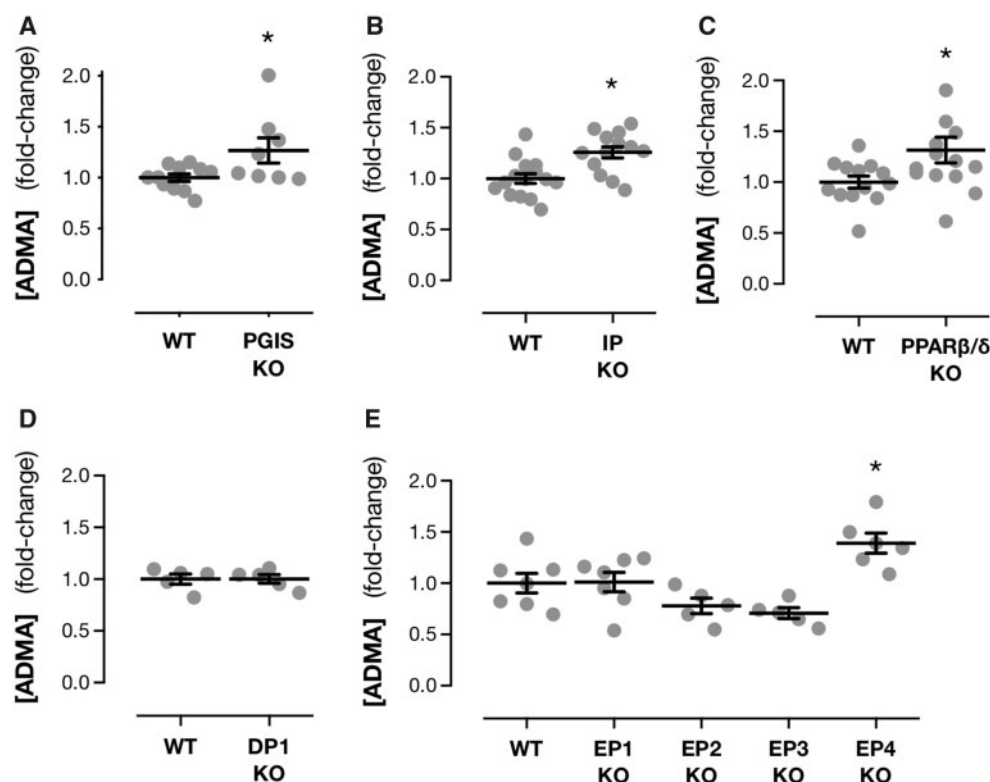 A
[ADMA] (fold-change)
2.0
1.5
1.0
0.5
0.0
*
WT
PGIS
KO
B
[ADMA] (fold-change)
2.0
1.5
1.0
0.5
0.0
*
WT
IP
KO
C
[ADMA] (fold-change)
2.0
1.5
1.0
0.5
0.0
*
WT
PPARβ/δ
KO
D
[ADMA] (fold-change)
2.0
1.5
1.0
0.5
0.0
WT
DP1
KO
E
[ADMA] (fold-change)
2.0
1.5
1.0
0.5
0.0
*
WT
EP1
KO
EP2
KO
EP3
KO
EP4
KO